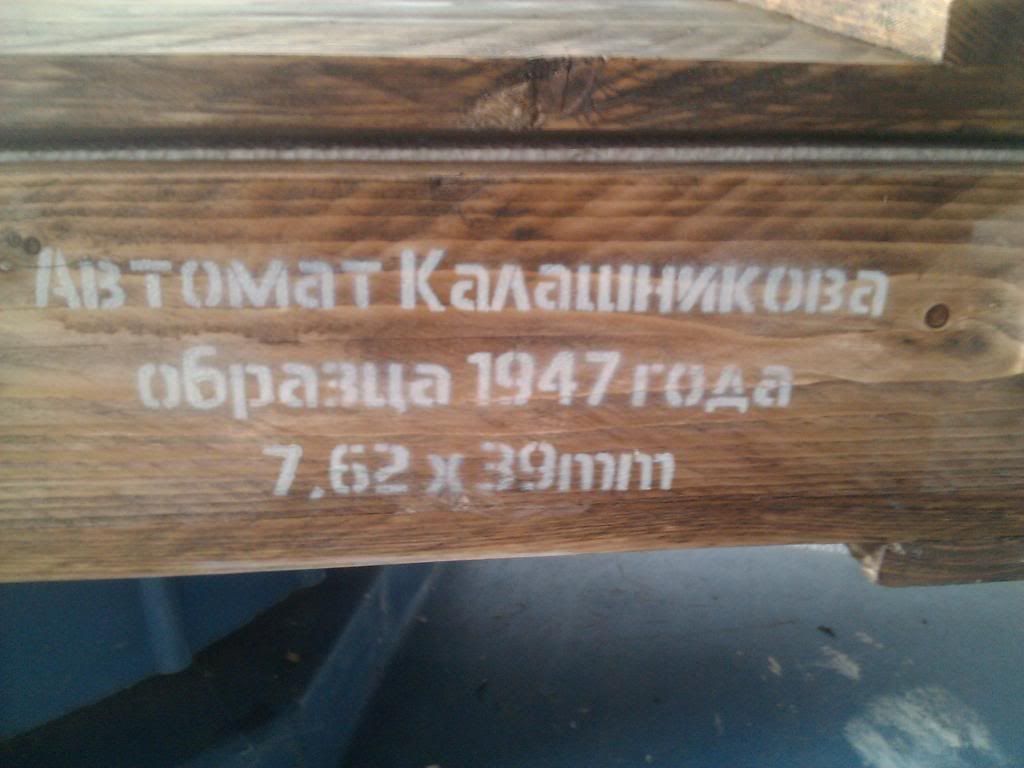 Автомат Калашникова
образца 1947 года
7,62 x 39mm